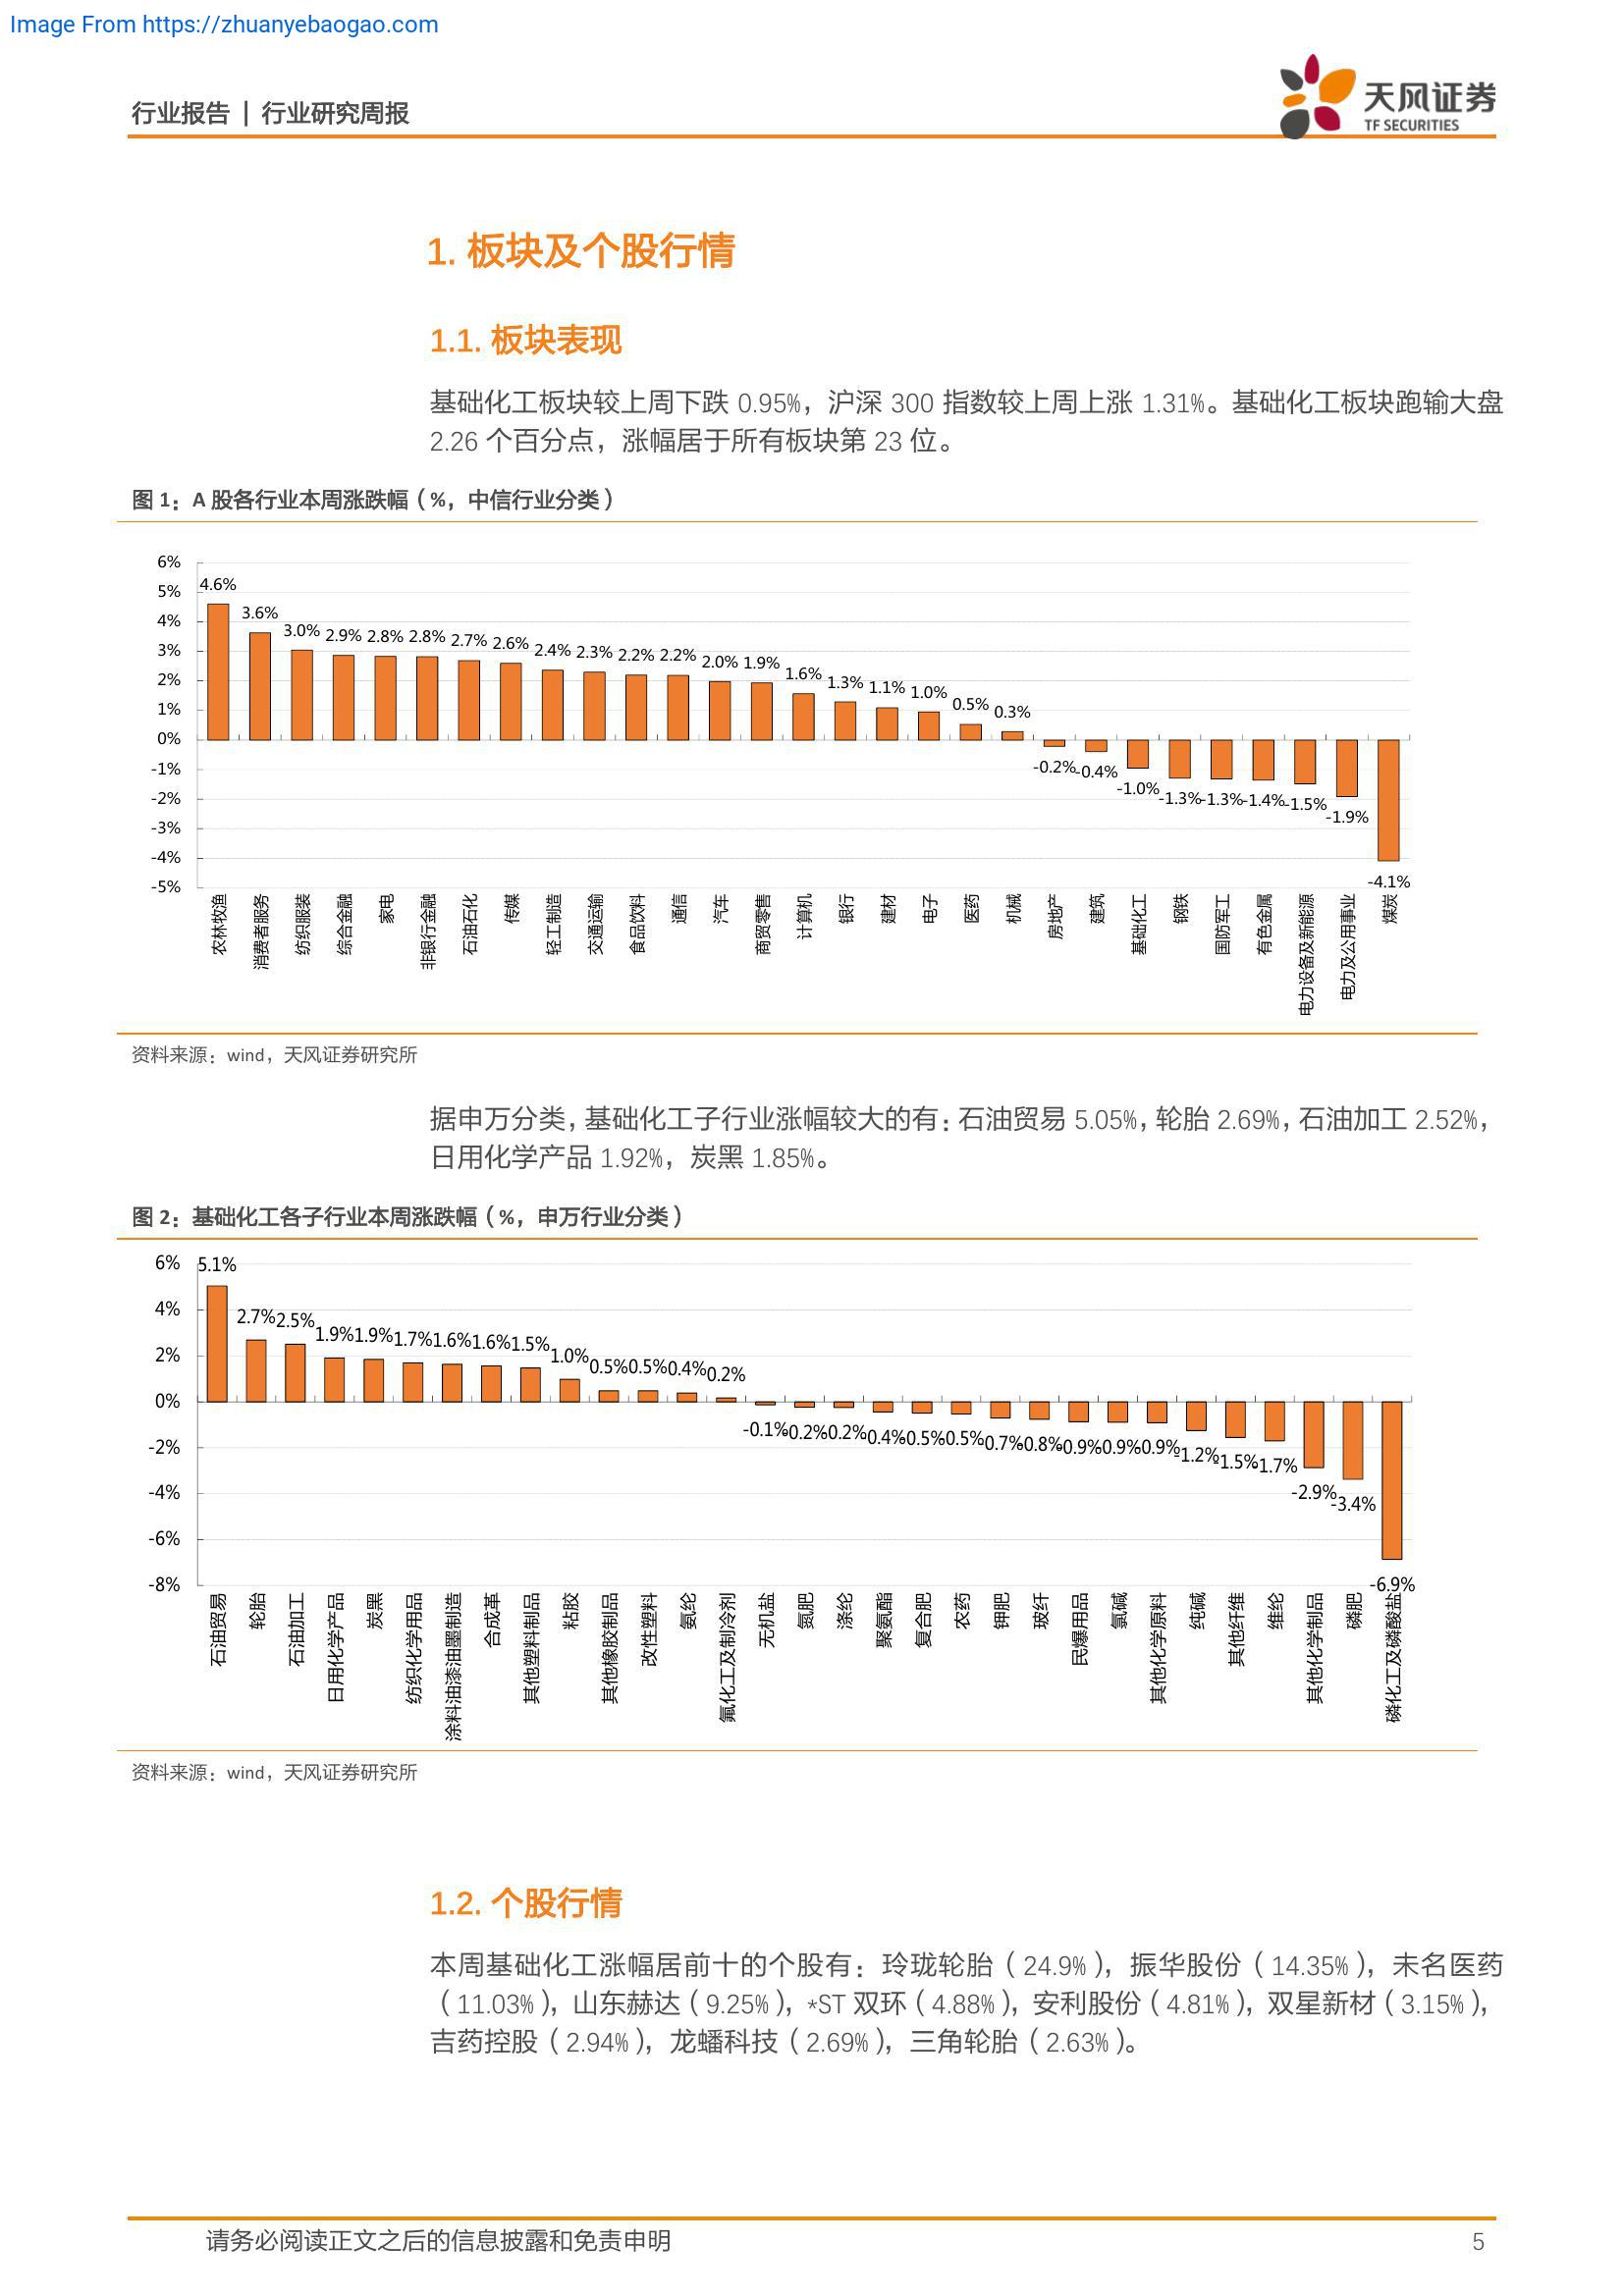 Image From https://zhuanyebaogao.com
行业报告 | 行业研究周报
天风证券
TF SECURITIES
1. 板块及个股行情
1.1. 板块表现
基础化工板块较上周下跌 0.95%，沪深 300 指数较上周上涨 1.31%。基础化工板块跑输大盘
2.26 个百分点，涨幅居于所有板块第 23 位。
图 1：A 股各行业本周涨跌幅（%，中信行业分类）
6%
5%
4%
3%
2%
1%
0%
-1%
-2%
-3%
-4%
-5%
4.6% 3.6% 3.0% 2.9% 2.8% 2.8% 2.7% 2.6% 2.4% 2.3% 2.2% 2.2% 2.0% 1.9% 1.6% 1.3% 1.1% 1.0% 0.5% 0.3% -0.2% -0.4% -1.0% -1.3% -1.3% -1.4% -1.5% -1.9% -4.1%
农林牧渔 消费者服务 纺织服装 综合金融 家电 非银行金融 石油石化 传媒 轻工制造 交通运输 食品饮料 通信 汽车 商贸零售 计算机 银行 建材 电子 医药 机械 房地产 建筑 基础化工 钢铁 国防军工 有色金属 电力设备及新能源 电力及公用事业 煤炭
资料来源：wind，天风证券研究所
据申万分类，基础化工子行业涨幅较大的有：石油贸易 5.05%，轮胎 2.69%，石油加工 2.52%，
日用化学产品 1.92%，炭黑 1.85%。
图 2：基础化工各子行业本周涨跌幅（%，申万行业分类）
6%
4%
2%
0%
-2%
-4%
-6%
-8%
5.1% 2.7% 2.5% 1.9% 1.9% 1.7% 1.6% 1.6% 1.5% 1.0% 0.5% 0.5% 0.4% 0.2% -0.1% -0.2% -0.2% -0.4% -0.5% -0.5% -0.7% -0.8% -0.9% -0.9% -0.9% -1.2% -1.5% -1.7% -2.9% -3.4% -6.9%
石油贸易 轮胎 石油加工 日用化学产品 炭黑 纺织化学用品 涂料油漆油墨制造 合成革 其他塑料制品 粘胶 其他橡胶制品 改性塑料 氨纶 氟化工及制冷剂 无机盐 氮肥 涤纶 聚氨酯 复合肥 农药 钾肥 玻纤 民爆用品 氯碱 其他化学原料 纯碱 其他纤维 维纶 其他化学制品 磷肥 磷化工及磷酸盐
资料来源：wind，天风证券研究所
1.2. 个股行情
本周基础化工涨幅居前十的个股有：玲珑轮胎（24.9%），振华股份（14.35%），未名医药
（11.03%），山东赫达（9.25%），*ST 双环（4.88%），安利股份（4.81%），双星新材（3.15%），
吉药控股（2.94%），龙蟠科技（2.69%），三角轮胎（2.63%）。
请务必阅读正文之后的信息披露和免责申明
5